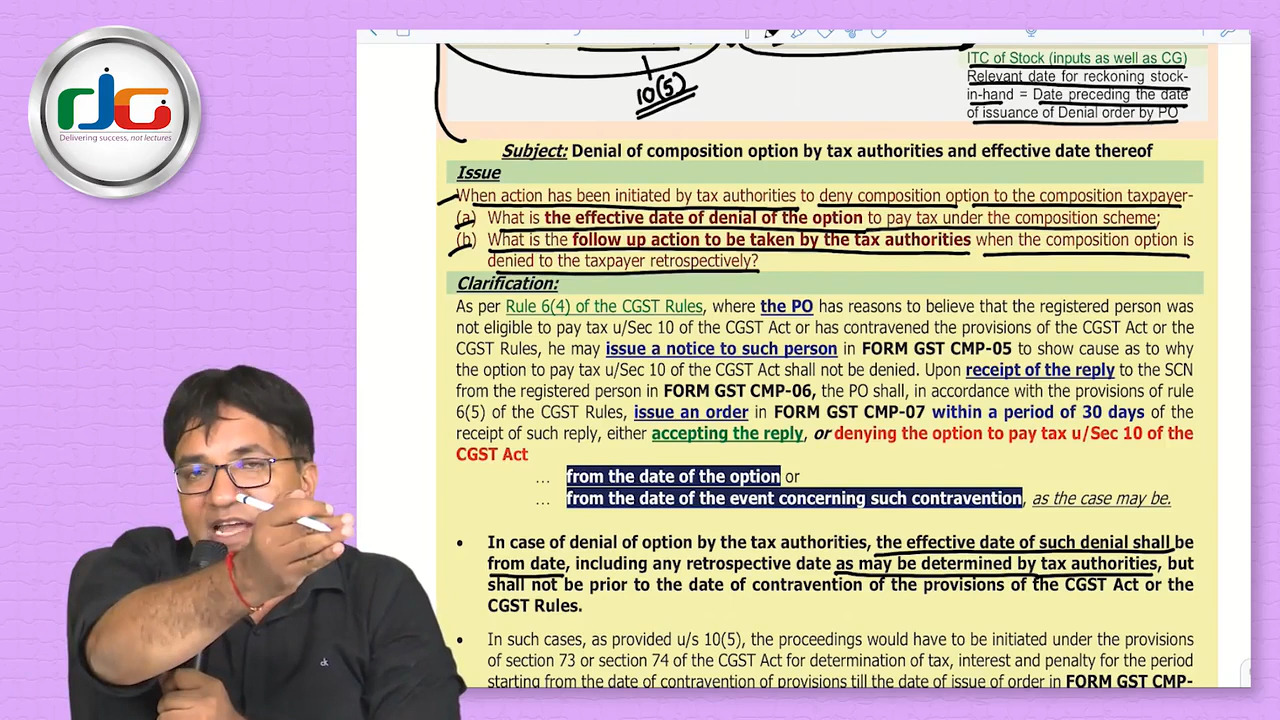 Delivering success, not lectures
10(5)
ITC of Stock (inputs as well as CG)
Relevant date for reckoning stock-
in-hand = Date preceding the date
of issuance of Denial order by PO
Subject: Denial of composition option by tax authorities and effective date thereof
Issue
When action has been initiated by tax authorities to deny composition option to the composition taxpayer-
(a) What is the effective date of denial of the option to pay tax under the composition scheme;
(b) What is the follow up action to be taken by the tax authorities when the composition option is
denied to the taxpayer retrospectively?
Clarification:
As per Rule 6(4) of the CGST Rules, where the PO has reasons to believe that the registered person was
not eligible to pay tax u/Sec 10 of the CGST Act or has contravened the provisions of the CGST Act or the
CGST Rules, he may issue a notice to such person in FORM GST CMP-05 to show cause as to why
the option to pay tax u/Sec 10 of the CGST Act shall not be denied. Upon receipt of the reply to the SCN
from the registered person in FORM GST CMP-06, the PO shall, in accordance with the provisions of rule
6(5) of the CGST Rules, issue an order in FORM GST CMP-07 within a period of 30 days of the
receipt of such reply, either accepting the reply, or denying the option to pay tax u/Sec 10 of the
CGST Act
... from the date of the option or
... from the date of the event concerning such contravention, as the case may be.
• In case of denial of option by the tax authorities, the effective date of such denial shall be
from date, including any retrospective date as may be determined by tax authorities, but
shall not be prior to the date of contravention of the provisions of the CGST Act or the
CGST Rules.
• In such cases, as provided u/s 10(5), the proceedings would have to be initiated under the provisions
of section 73 or section 74 of the CGST Act for determination of tax, interest and penalty for the period
starting from the date of contravention of provisions till the date of issue of order in FORM GST CMP-